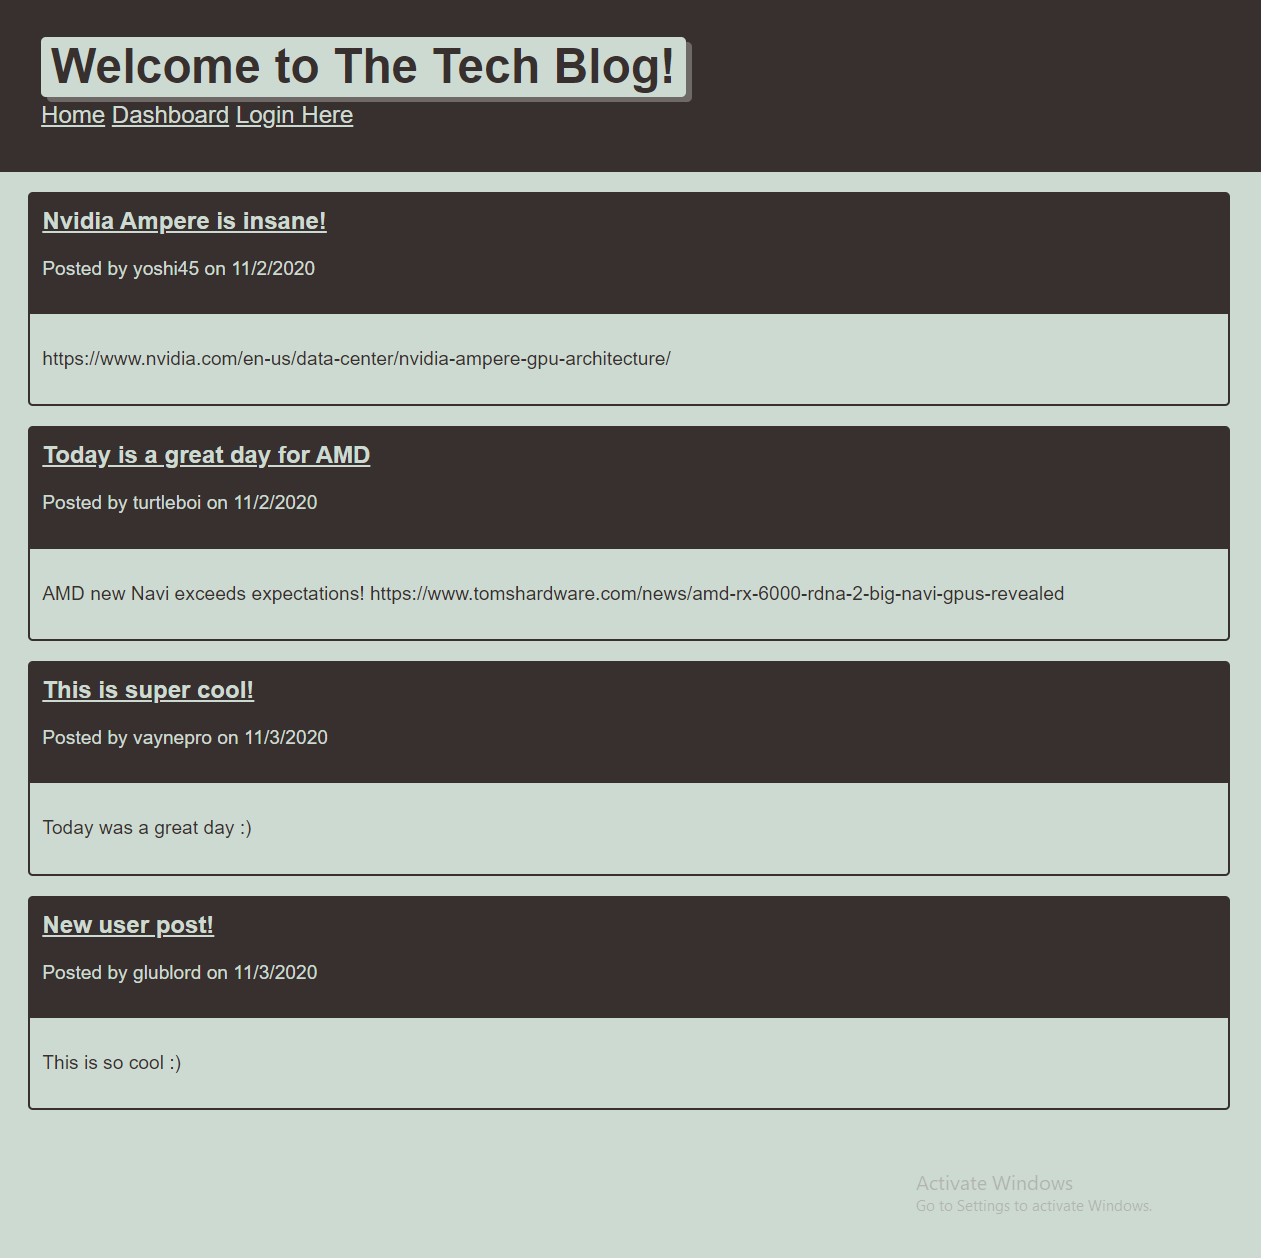 Welcome to The Tech Blog!
Home Dashboard Login Here
Nvidia Ampere is insane!
Posted by yoshi45 on 11/2/2020
https://www.nvidia.com/en-us/data-center/nvidia-ampere-gpu-architecture/
Today is a great day for AMD
Posted by turtleboi on 11/2/2020
AMD new Navi exceeds expectations! https://www.tomshardware.com/news/amd-rx-6000-rdna-2-big-navi-gpus-revealed
This is super cool!
Posted by vaynepro on 11/3/2020
Today was a great day :)
New user post!
Posted by glublord on 11/3/2020
This is so cool :)
Activate Windows
Go to Settings to activate Windows.